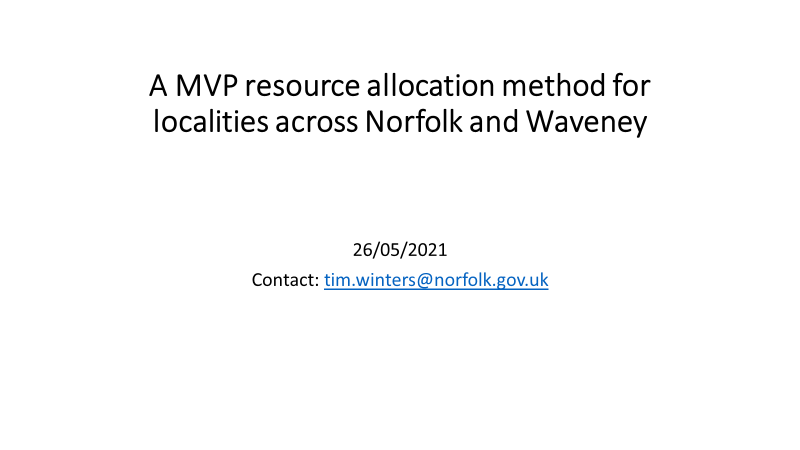 A MVP resource allocation method for
localities across Norfolk and Waveney
26/05/2021
Contact: tim.winters@norfolk.gov.uk